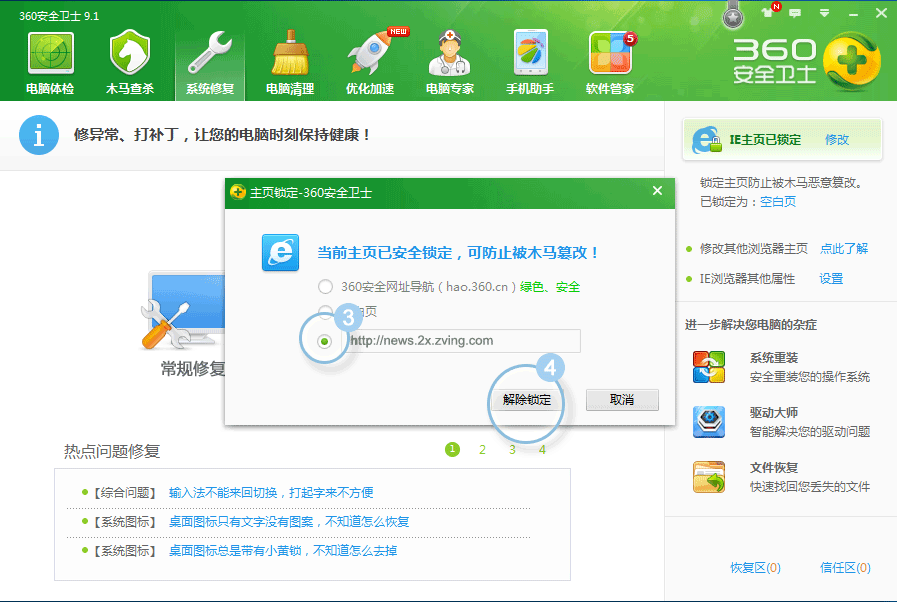 360安全卫士 9.1
N
电脑体检
木马查杀
系统修复
电脑清理
NEW
优化加速
电脑专家
手机助手
5
软件管家
360
安全卫士
修异常、打补丁，让您的电脑时刻保持健康！
IE主页已锁定 修改
锁定主页防止被木马恶意篡改。
已锁定为：空白页
修改其他浏览器主页 点此了解
IE浏览器其他属性 设置
主页锁定-360安全卫士
当前主页已安全锁定，可防止被木马篡改！
360安全网址导航（hao.360.cn）绿色、安全
白页
3
http://news.2x.zving.com
4
解除锁定 取消
常规修复
进一步解决您电脑的杂症
系统重装
安全重装您的操作系统
驱动大师
智能解决您的驱动问题
文件恢复
快速找回您丢失的文件
热点问题修复
1 2 3 4
【综合问题】 输入法不能来回切换，打起字来不方便
【系统图标】 桌面图标只有文字没有图案，不知道怎么恢复
【系统图标】 桌面图标总是带有小黄锁，不知道怎么去掉
恢复区(0) 信任区(0)